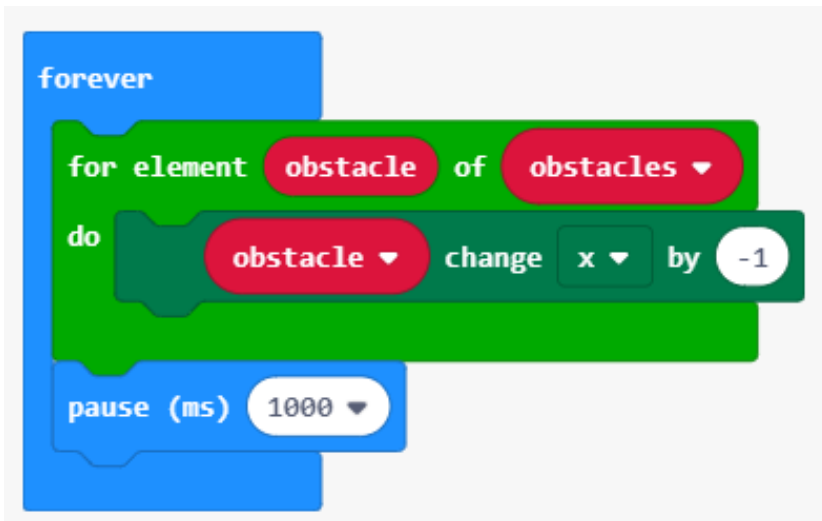 forever
for element obstacle of obstacles
do
obstacle change x by -1
pause (ms) 1000